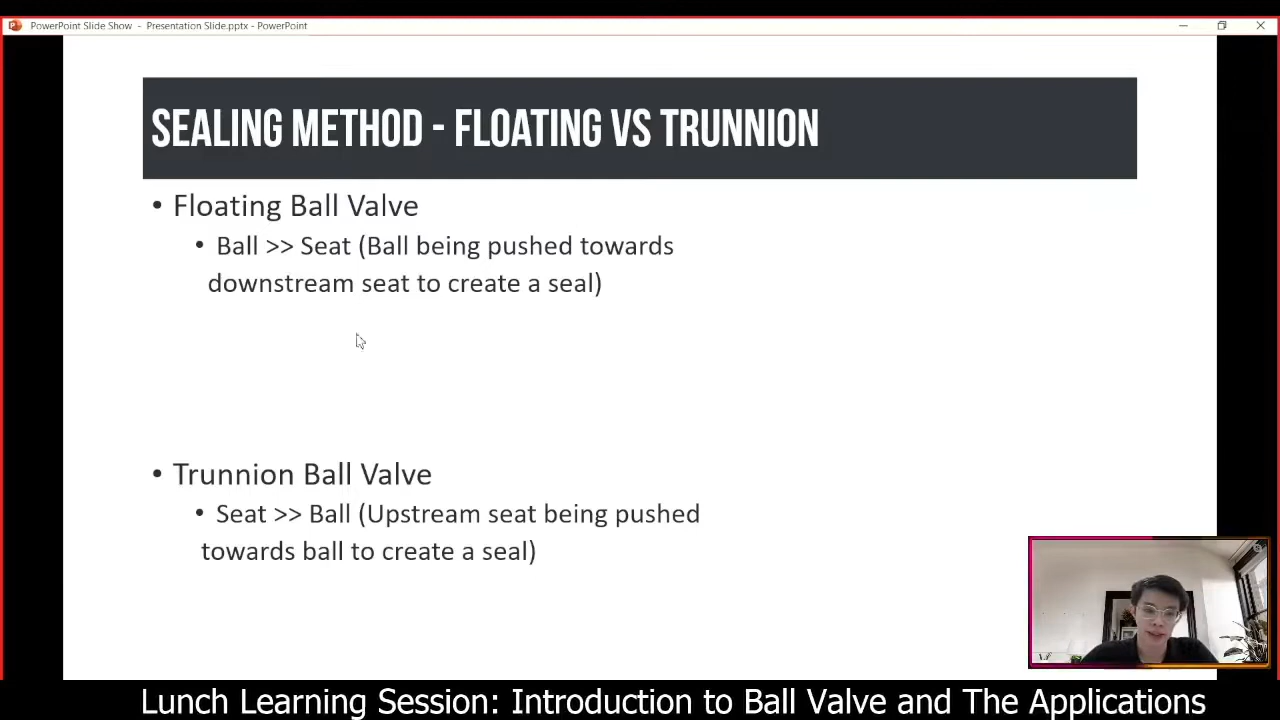 PowerPoint Slide Show - Presentation Slide.pptx - PowerPoint
SEALING METHOD - FLOATING VS TRUNNION
• Floating Ball Valve
• Ball >> Seat (Ball being pushed towards
downstream seat to create a seal)
• Trunnion Ball Valve
• Seat >> Ball (Upstream seat being pushed
towards ball to create a seal)
Lunch Learning Session: Introduction to Ball Valve and The Applications